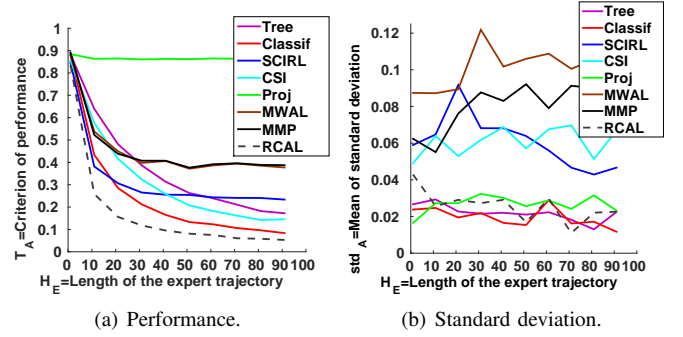 1
0.9
0.8
0.7
0.6
0.5
0.4
0.3
0.2
0.1
0
T_A=Criterion of performance
0 10 20 30 40 50 60 70 80 90 100
H_E=Length of the expert trajectory
Tree
Classif
SCIRL
CSI
Proj
MWAL
MMP
RCAL
(a) Performance.
0.12
0.1
0.08
0.06
0.04
0.02
0
std_A=Mean of standard deviation
0 10 20 30 40 50 60 70 80 90 100
H_E=Length of the expert trajectory
Tree
Classif
SCIRL
CSI
Proj
MWAL
MMP
RCAL
(b) Standard deviation.